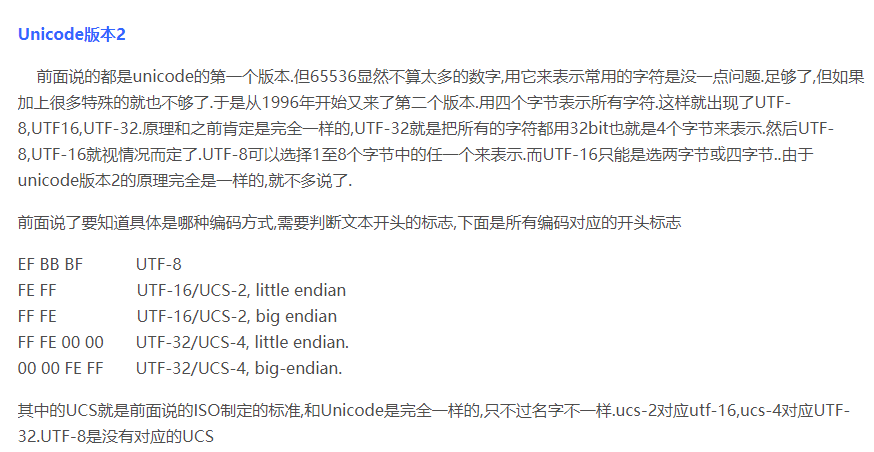 Unicode版本2
前面说的都是unicode的第一个版本.但65536显然不算太多的数字,用它来表示常用的字符是没一点问题.足够了,但如果
加上很多特殊的就也不够了.于是从1996年开始又来了第二个版本.用四个字节表示所有字符.这样就出现了UTF-
8,UTF16,UTF-32.原理和之前肯定是完全一样的,UTF-32就是把所有的字符都用32bit也就是4个字节来表示.然后UTF-
8,UTF-16就视情况而定了.UTF-8可以选择1至8个字节中的任一个来表示.而UTF-16只能是选两字节或四字节..由于
unicode版本2的原理完全是一样的,就不多说了.
前面说了要知道具体是哪种编码方式,需要判断文本开头的标志,下面是所有编码对应的开头标志
EF BB BF UTF-8
FE FF UTF-16/UCS-2, little endian
FF FE UTF-16/UCS-2, big endian
FF FE 00 00 UTF-32/UCS-4, little endian.
00 00 FE FF UTF-32/UCS-4, big-endian.
其中的UCS就是前面说的ISO制定的标准,和Unicode是完全一样的,只不过名字不一样.ucs-2对应utf-16,ucs-4对应UTF-
32.UTF-8是没有对应的UCS